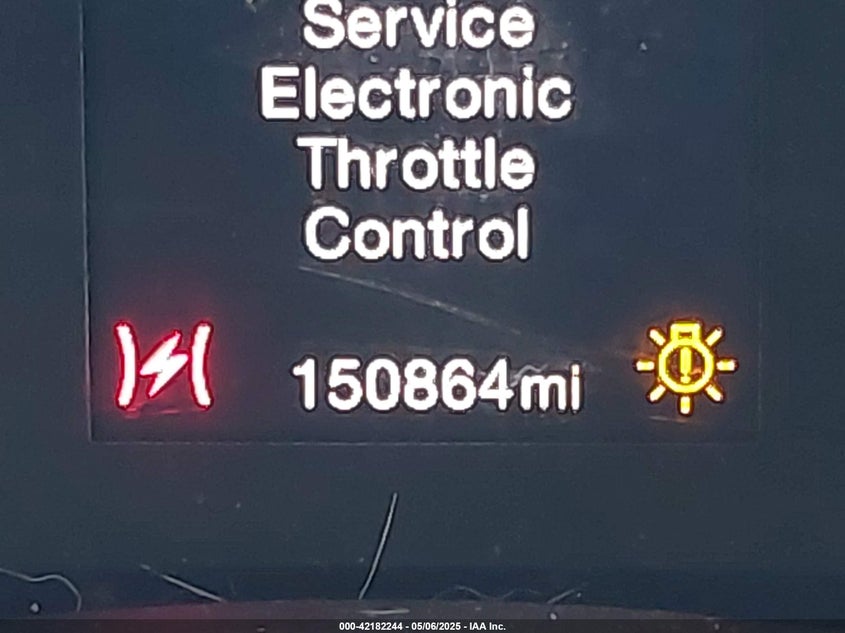 Service
Electronic
Throttle
Control
150864mi
000-42182244 - 05/06/2025 - IAA Inc.